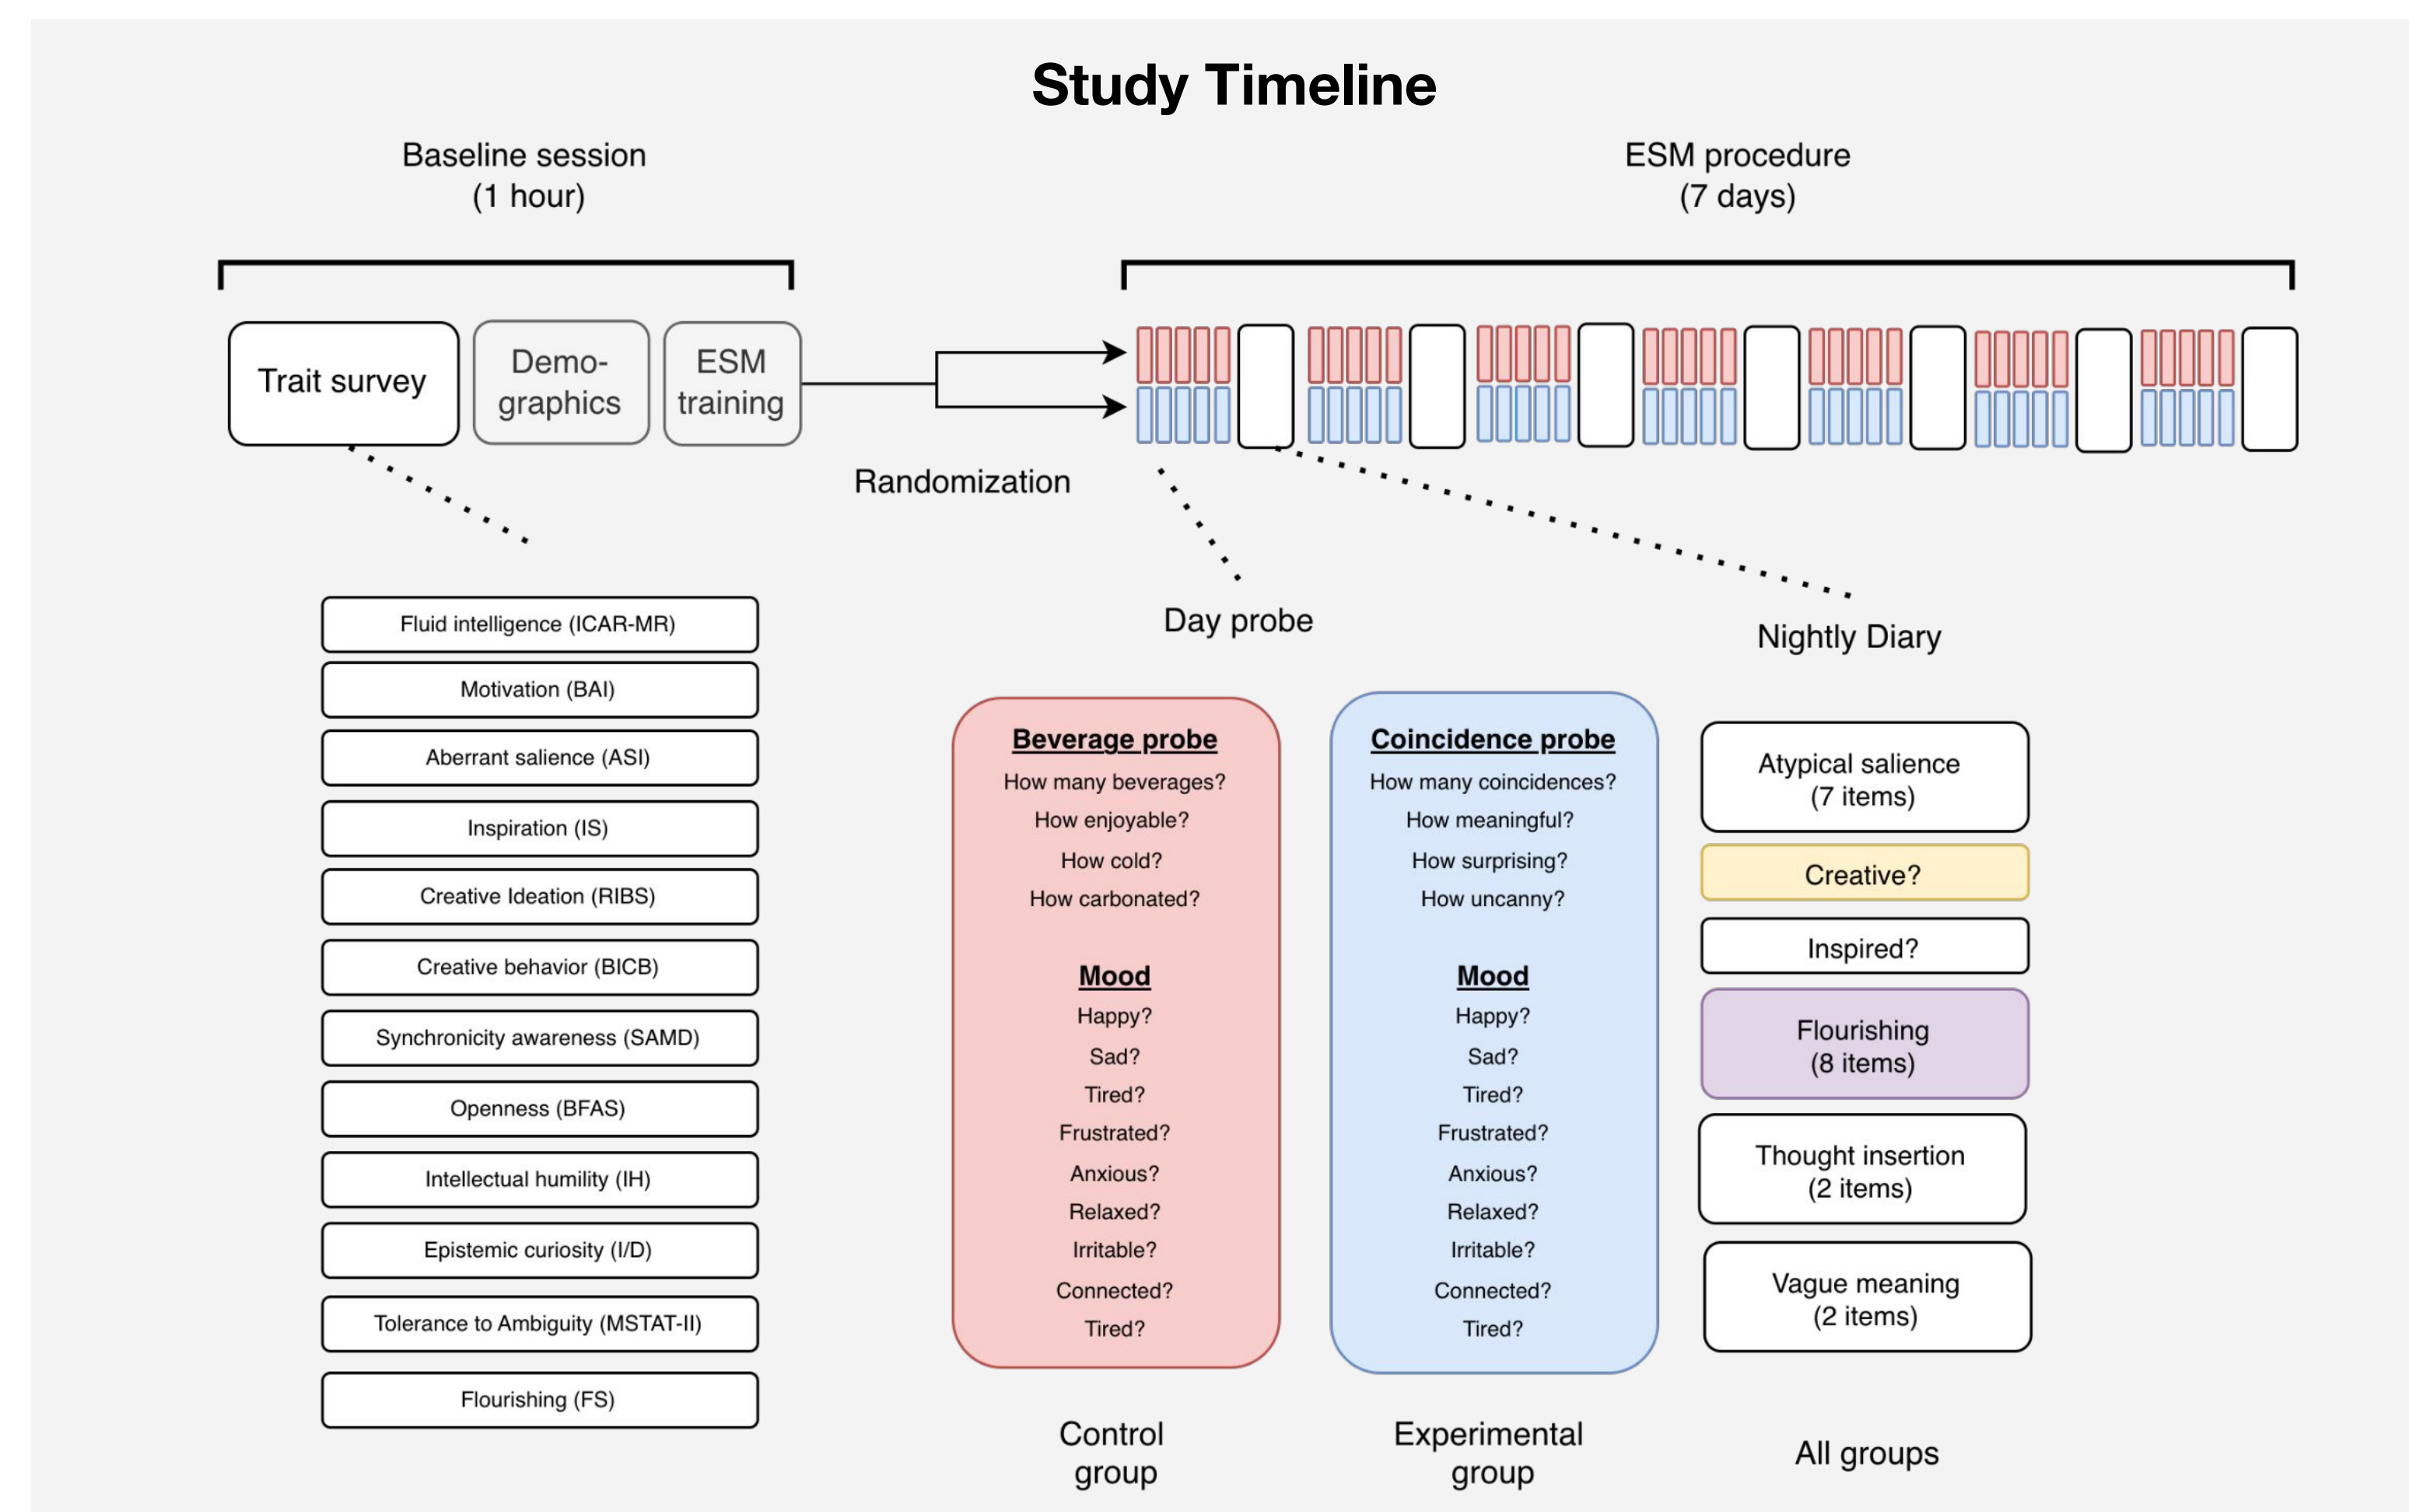 Study Timeline
Baseline session
(1 hour)
ESM procedure
(7 days)
Trait survey
Demo-
graphics
ESM
training
Randomization
Fluid intelligence (ICAR-MR)
Motivation (BAI)
Aberrant salience (ASI)
Inspiration (IS)
Creative Ideation (RIBS)
Creative behavior (BICB)
Synchronicity awareness (SAMD)
Openness (BFAS)
Intellectual humility (IH)
Epistemic curiosity (I/D)
Tolerance to Ambiguity (MSTAT-II)
Flourishing (FS)
Day probe
Beverage probe
How many beverages?
How enjoyable?
How cold?
How carbonated?
Mood
Happy?
Sad?
Tired?
Frustrated?
Anxious?
Relaxed?
Irritable?
Connected?
Tired?
Control
group
Coincidence probe
How many coincidences?
How meaningful?
How surprising?
How uncanny?
Mood
Happy?
Sad?
Tired?
Frustrated?
Anxious?
Relaxed?
Irritable?
Connected?
Tired?
Experimental
group
Nightly Diary
Atypical salience
(7 items)
Creative?
Inspired?
Flourishing
(8 items)
Thought insertion
(2 items)
Vague meaning
(2 items)
All groups